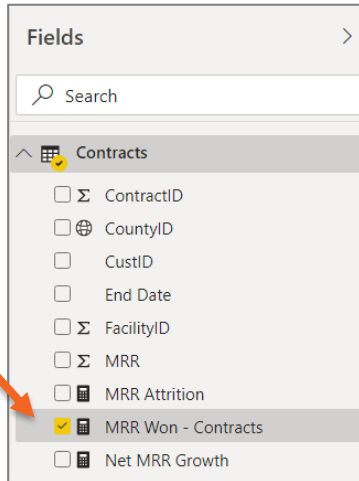 Fields
Search
Contracts
Σ ContractID
CountyID
CustID
End Date
Σ FacilityID
Σ MRR
MRR Attrition
MRR Won - Contracts
Net MRR Growth